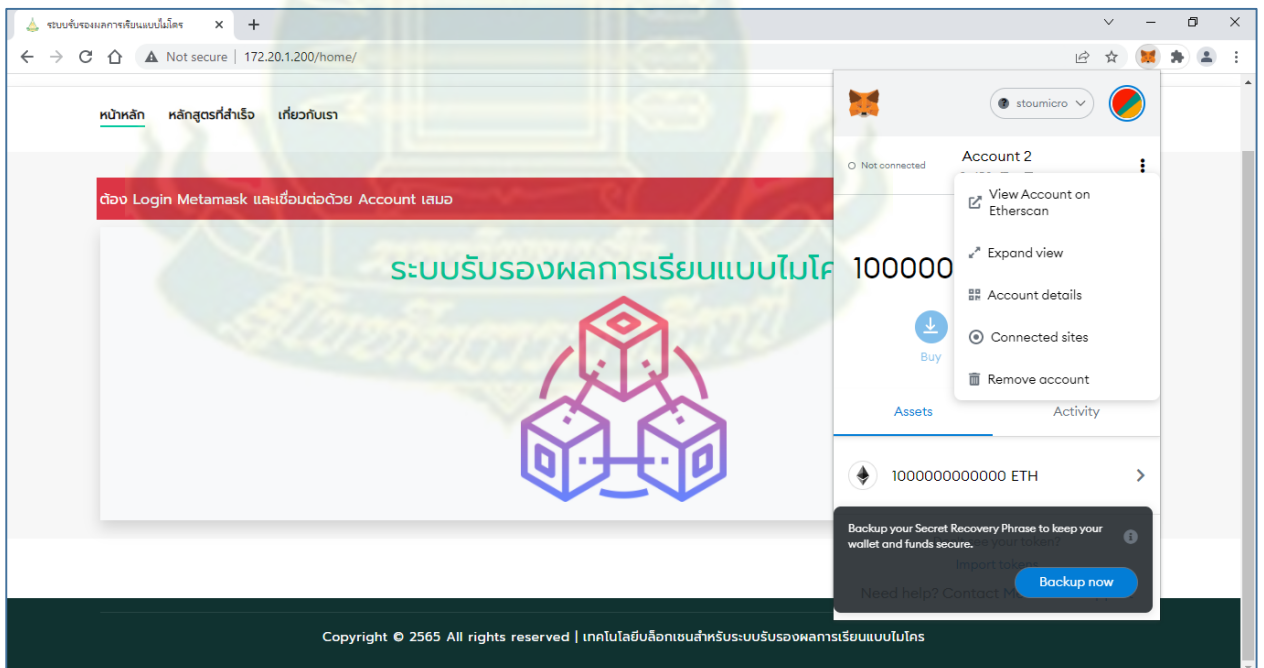 ระบบรับรองผลการเรียนแบบไมโคร
Not secure | 172.20.1.200/home/
หน้าหลัก หลักสูตรที่สำเร็จ เกี่ยวกับเรา
ต้อง Login Metamask และเชื่อมต่อด้วย Account เสมอ
ระบบรับรองผลการเรียนแบบไมโค
stoumicro
Not connected
Account 2
View Account on
Etherscan
Expand view
Account details
Connected sites
Remove account
100000
Buy
Assets Activity
1000000000000 ETH
Backup your Secret Recovery Phrase to keep your
wallet and funds secure.
your token?
Import tokens
Backup now
Need help? Contact M
Copyright © 2565 All rights reserved | เทคโนโลยีบล็อกเชนสำหรับระบบรับรองผลการเรียนแบบไมโคร